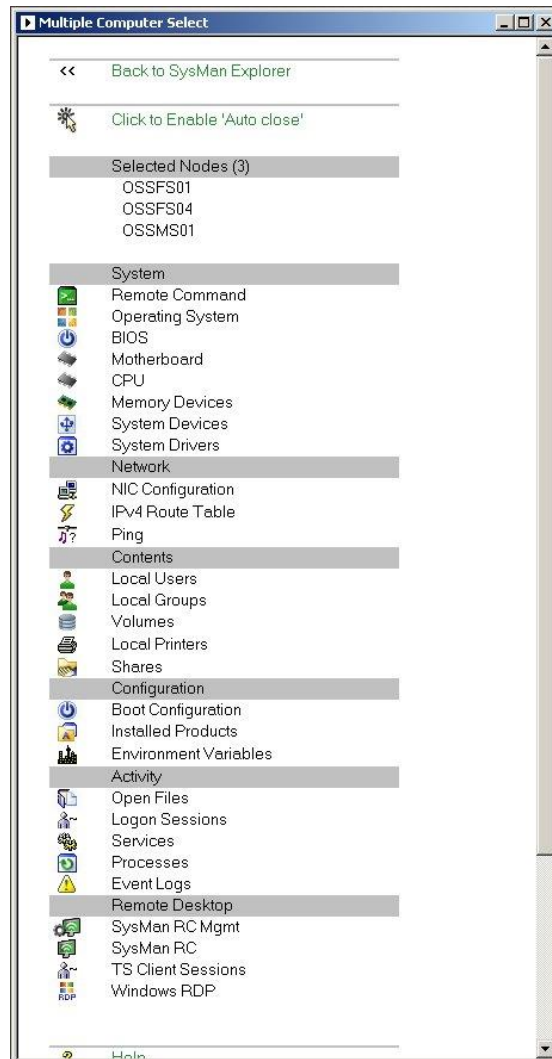 Multiple Computer Select
<< Back to SysMan Explorer
Click to Enable 'Auto close'
Selected Nodes (3)
OSSFS01
OSSFS04
OSSMS01
System
Remote Command
Operating System
BIOS
Motherboard
CPU
Memory Devices
System Devices
System Drivers
Network
NIC Configuration
IPv4 Route Table
Ping
Contents
Local Users
Local Groups
Volumes
Local Printers
Shares
Configuration
Boot Configuration
Installed Products
Environment Variables
Activity
Open Files
Logon Sessions
Services
Processes
Event Logs
Remote Desktop
SysMan RC Mgmt
SysMan RC
TS Client Sessions
RDP Windows RDP
Help